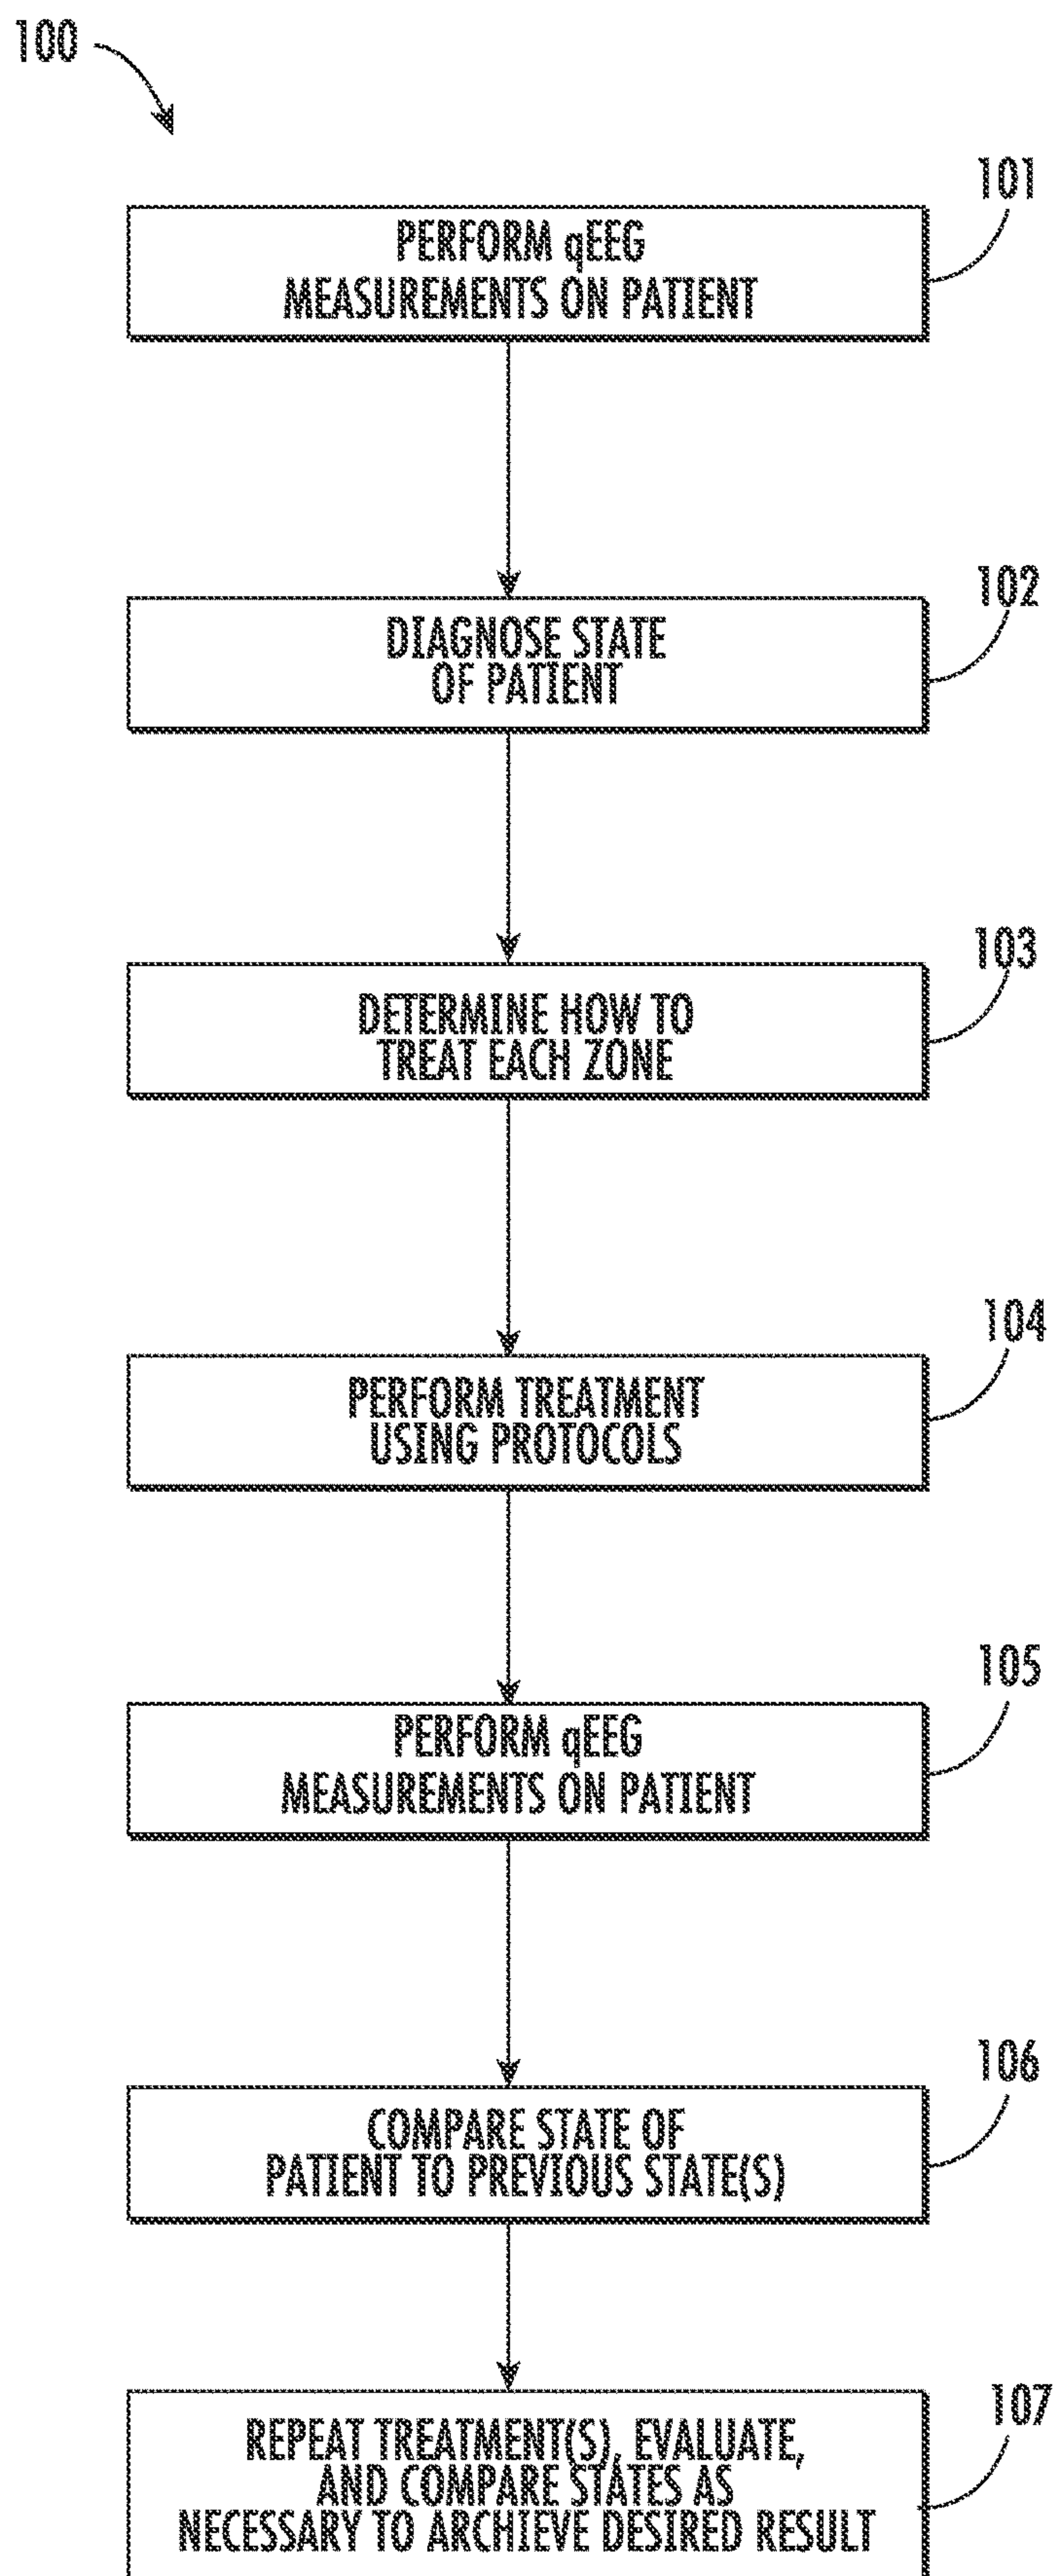 100
101
PERFORM qEEG
MEASUREMENTS ON PATIENT
102
DIAGNOSE STATE
OF PATIENT
103
DETERMINE HOW TO
TREAT EACH ZONE
104
PERFORM TREATMENT
USING PROTOCOLS
105
PERFORM qEEG
MEASUREMENTS ON PATIENT
106
COMPARE STATE OF
PATIENT TO PREVIOUS STATE(S)
107
REPEAT TREATMENT(S), EVALUATE,
AND COMPARE STATES AS
NECESSARY TO ARCHIEVE DESIRED RESULT